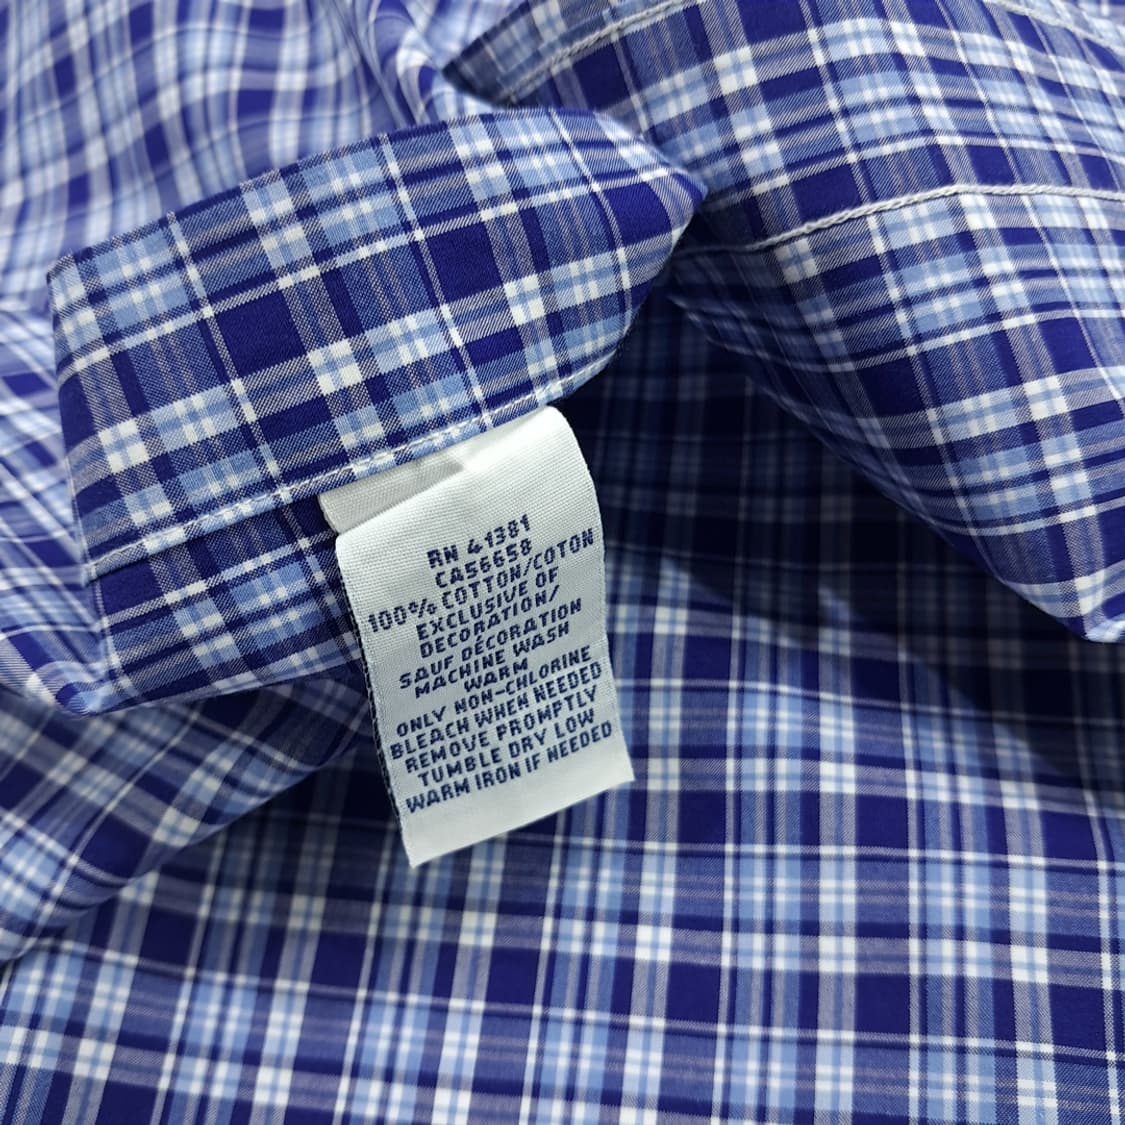 RN 41381
CA56658
100% COTTON/COTON
EXCLUSIVE OF
DECORATION/
SAUF DÉCORATION
MACHINE WASH
WARM
ONLY NON-CHLORINE
BLEACH WHEN NEEDED
REMOVE PROMPTLY
TUMBLE DRY LOW
WARM IRON IF NEEDED